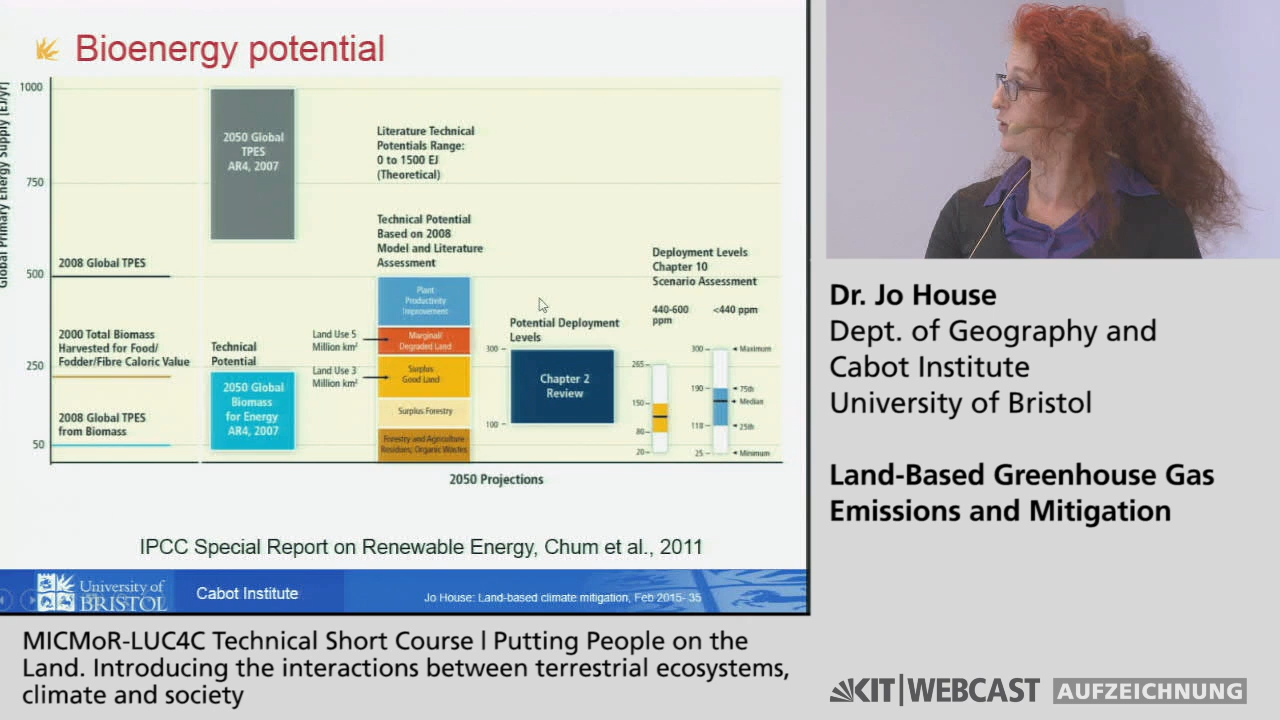 Bioenergy potential
Global Primary Energy Supply [EJ/yr]
1000
750
500
250
50
2008 Global TPES
2000 Total Biomass
Harvested for Food/
Fodder/Fibre Caloric Value
2008 Global TPES
from Biomass
2050 Global
TPES
AR4, 2007
Technical
Potential
2050 Global
Biomass
for Energy
AR4, 2007
Literature Technical
Potentials Range:
0 to 1500 EJ
(Theoretical)
Technical Potential
Based on 2008
Model and Literature
Assessment
Plant
Productivity
Improvement
Land Use 5
Million km²
Marginal/
Degraded Land
Land Use 3
Million km²
Surplus
Good Land
Surplus Forestry
Forestry and Agriculture
Residues; Organic Wastes
Potential Deployment
Levels
300
100
Chapter 2
Review
Deployment Levels
Chapter 10
Scenario Assessment
440-600
ppm
<440 ppm
265
150
80
20
300
190
118
25
Maximum
75th
Median
25th
Minimum
2050 Projections
IPCC Special Report on Renewable Energy, Chum et al., 2011
University of
BRISTOL
Cabot Institute
Jo House: Land-based climate mitigation, Feb 2015- 35
Dr. Jo House
Dept. of Geography and
Cabot Institute
University of Bristol
Land-Based Greenhouse Gas
Emissions and Mitigation
MICMoR-LUC4C Technical Short Course | Putting People on the
Land. Introducing the interactions between terrestrial ecosystems,
climate and society
KIT|WEBCAST AUFZEICHNUNG